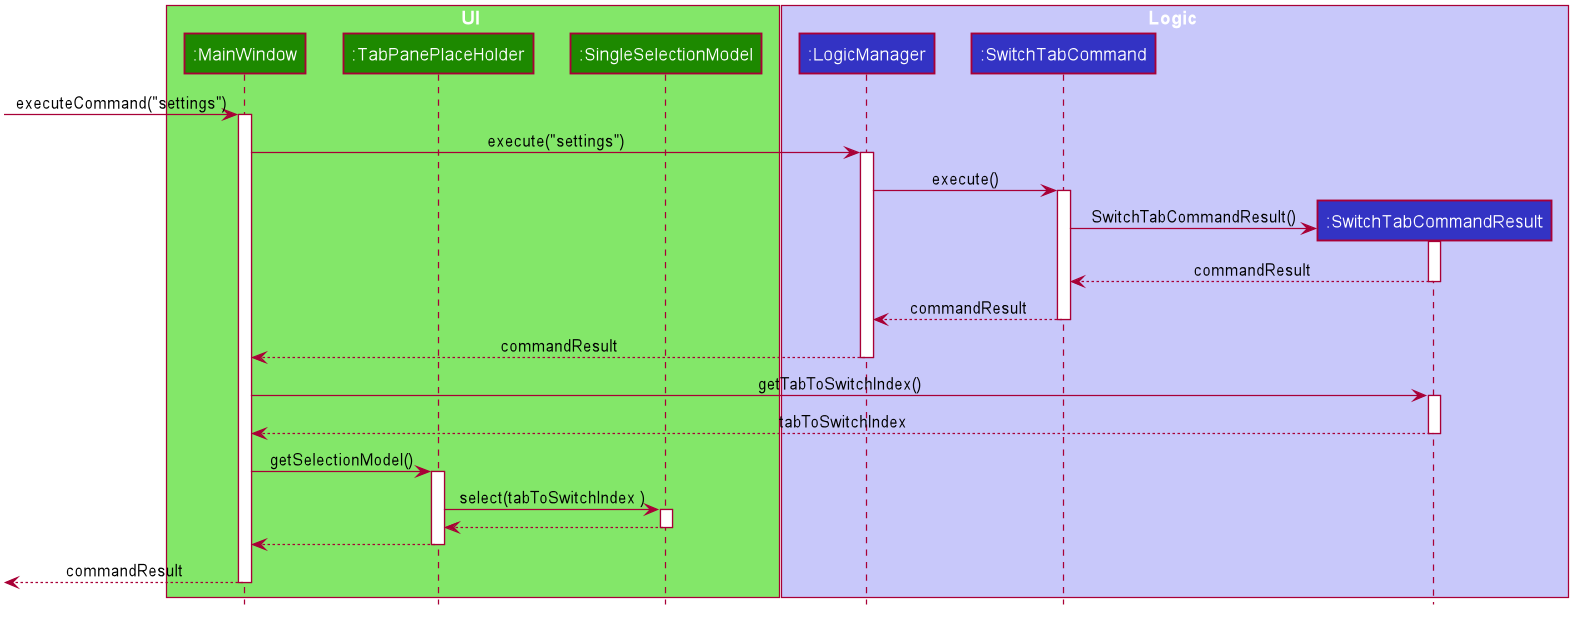 UI
Logic
:MainWindow
:TabPanePlaceHolder
:SingleSelectionModel
:LogicManager
:SwitchTabCommand
executeCommand("settings")
execute("settings")
execute()
SwitchTabCommandResult()
:SwitchTabCommandResult
commandResult
commandResult
commandResult
getTabToSwitchIndex()
tabToSwitchIndex
getSelectionModel()
select(tabToSwitchIndex )
commandResult